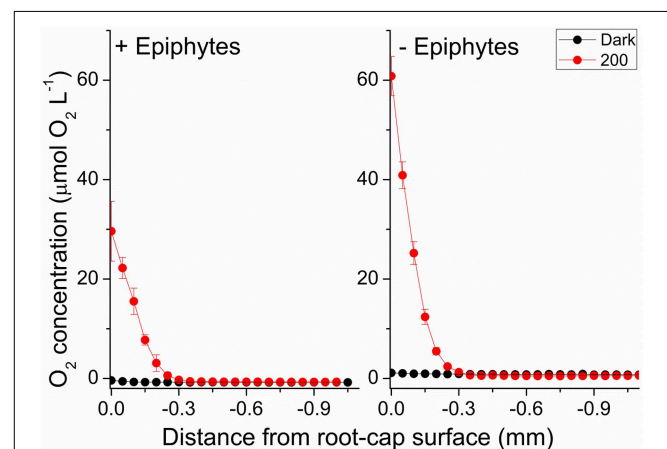 + Epiphytes
- Epiphytes
Dark
200
O₂ concentration (µmol O₂ L⁻¹)
60
40
20
0
60
40
20
0
0.0 -0.3 -0.6 -0.9
0.0 -0.3 -0.6 -0.9
Distance from root-cap surface (mm)